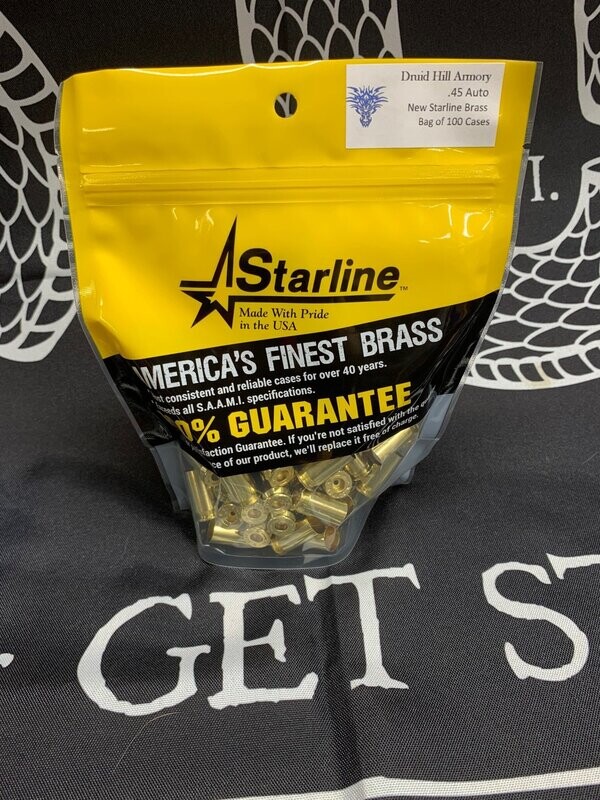 Druid Hill Armory
.45 Auto
New Starline Brass
Bag of 100 Cases
I.
Starline™
Made With Pride
in the USA
MERICA'S FINEST BRASS
consistent and reliable cases for over 40 years.
all S.A.A.M.I. specifications.
0% GUARANTEE
Guarantee. If you're not satisfied with the
of our product, we'll replace it free of charge.
GET S